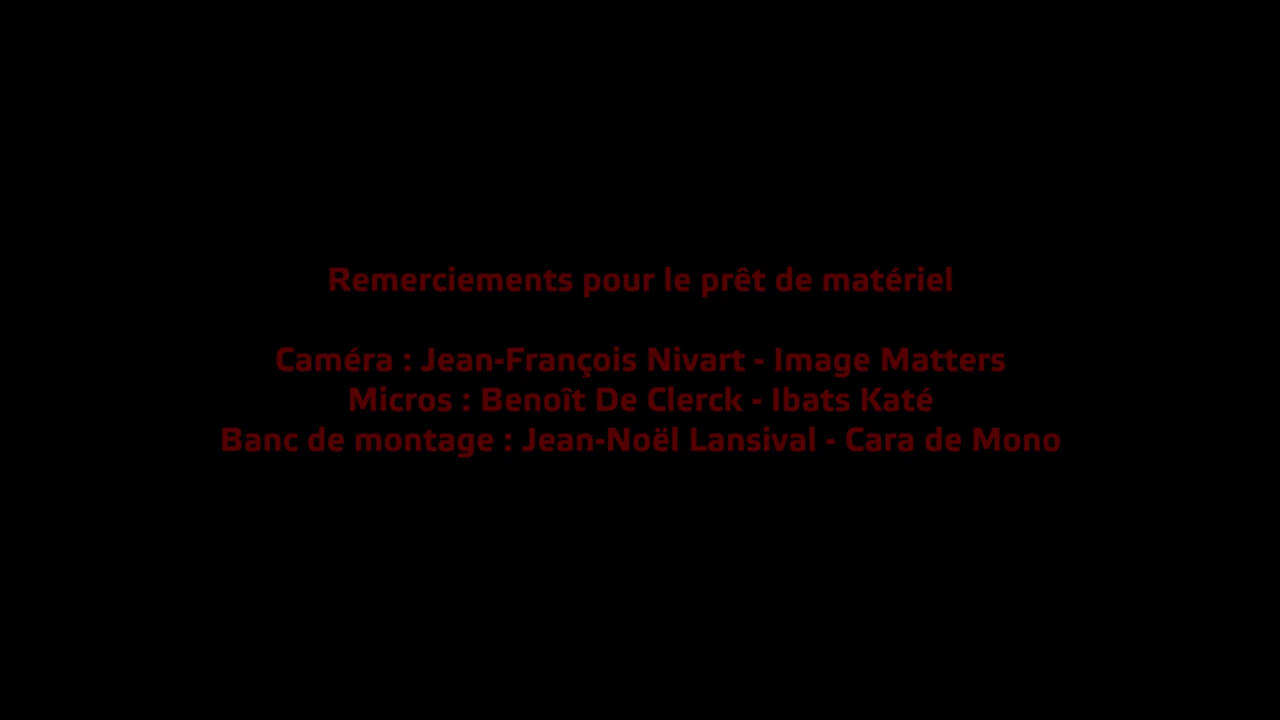 Remerciements pour le prêt de matériel
Caméra : Jean-François Nivart - Image Matters
Micros : Benoît De Clerck - Ibats Katé
Banc de montage : Jean-Noël Lansival - Cara de Mono